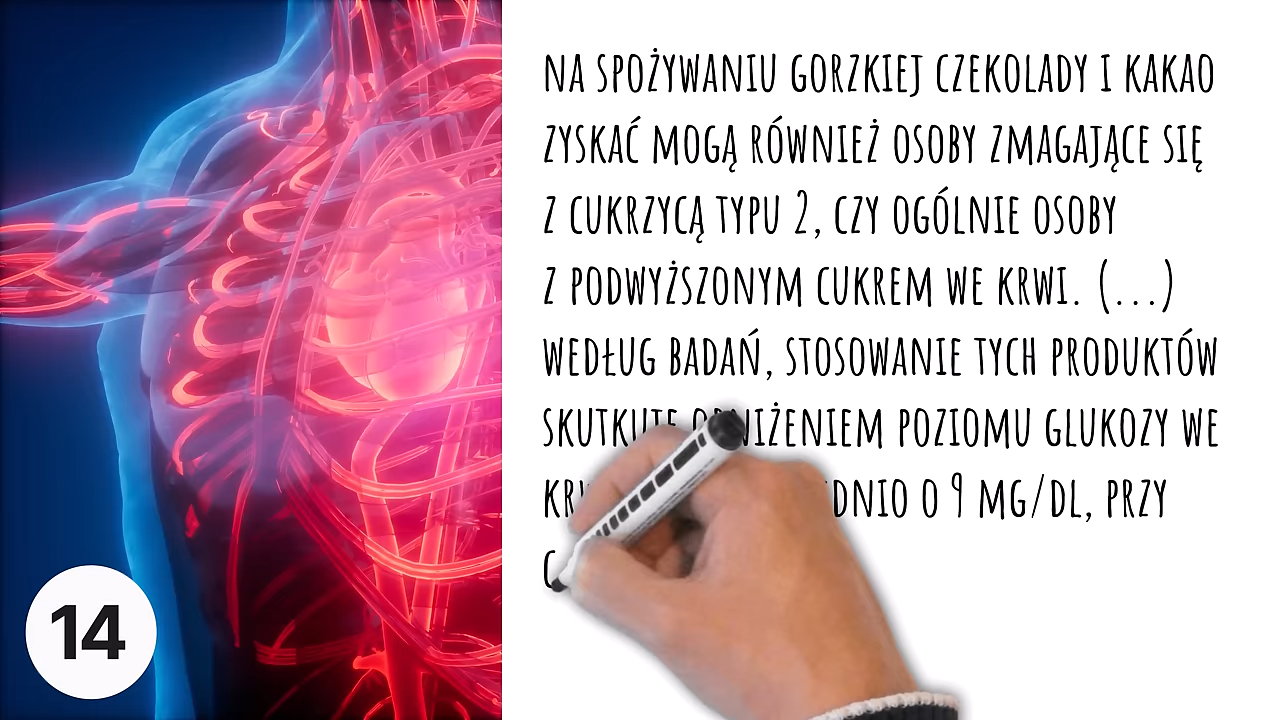 NA SPOŻYWANIU GORZKIEJ CZEKOLADY I KAKAO
ZYSKAĆ MOGĄ RÓWNIEŻ OSOBY ZMAGAJĄCE SIĘ
Z CUKRZYCĄ TYPU 2, CZY OGÓLNIE OSOBY
Z PODWYŻSZONYM CUKREM WE KRWI. (...)
WEDŁUG BADAŃ, STOSOWANIE TYCH PRODUKTÓW
SKUTKUJE OBNIŻENIEM POZIOMU GLUKOZY WE
O 9 MG/DL, PRZY
14